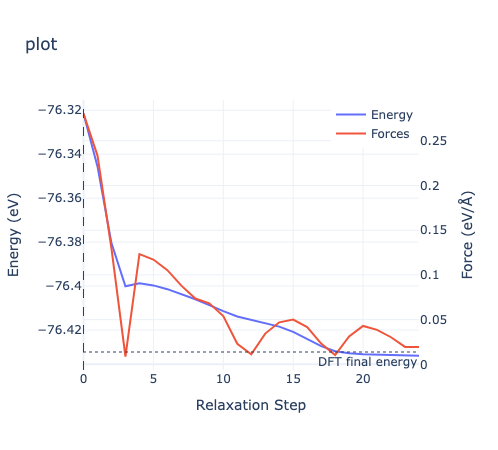 plot
Energy
Forces
−76.32
−76.34
−76.36
−76.38
−76.4
−76.42
Energy (eV)
0.25
0.2
0.15
0.1
0.05
0
Force (eV/Å)
DFT final energy
0 5 10 15 20
Relaxation Step